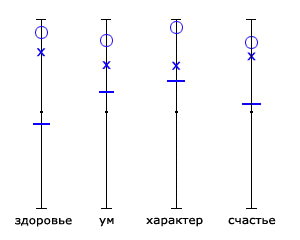 здоровье ум характер счастье